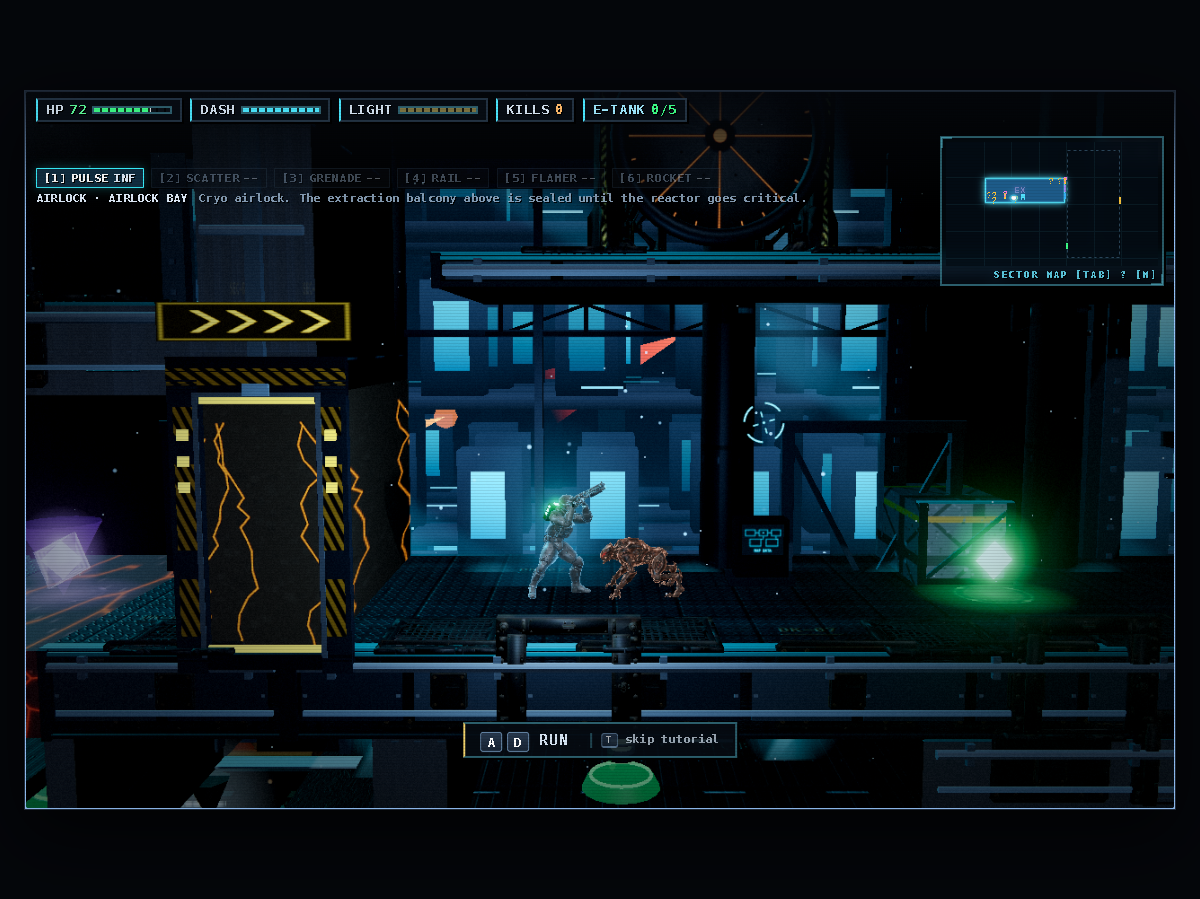 HP 72 DASH LIGHT KILLS 0 E-TANK 0/5
[1] PULSE INF [2] SCATTER -- [3] GRENADE -- [4] RAIL -- [5] FLAMER -- [6] ROCKET --
AIRLOCK · AIRLOCK BAY Cryo airlock. The extraction balcony above is sealed until the reactor goes critical.
EX
M
SECTOR MAP [TAB] ? [M]
A D RUN | T skip tutorial